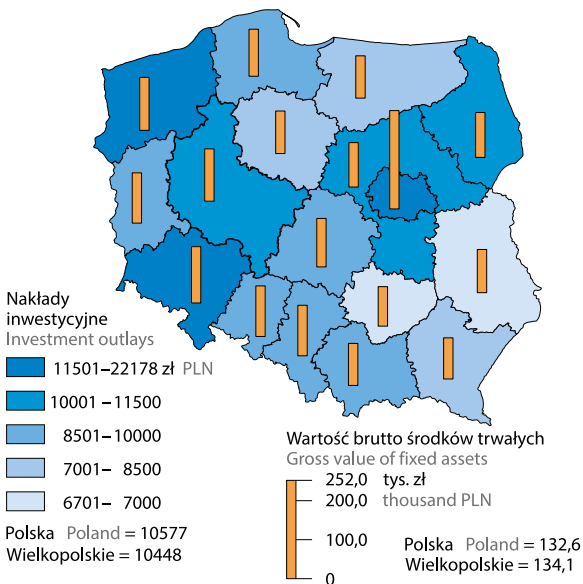 Nakłady
inwestycyjne
Investment outlays
11501–22178 zł PLN
10001 –11500
8501–10000
7001– 8500
6701– 7000
Polska Poland = 10577
Wielkopolskie = 10448
Wartość brutto środków trwałych
Gross value of fixed assets
252,0 tys. zł
200,0 thousand PLN
100,0
0
Polska Poland = 132,6
Wielkopolskie = 134,1